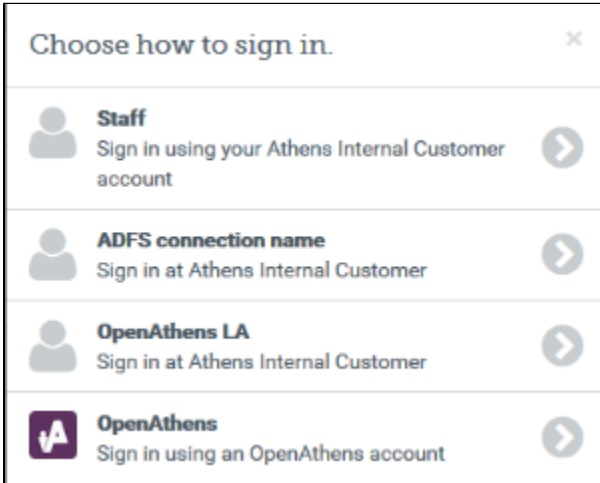 Choose how to sign in.
×
Staff
Sign in using your Athens Internal Customer
account
ADFS connection name
Sign in at Athens Internal Customer
OpenAthens LA
Sign in at Athens Internal Customer
OpenAthens
Sign in using an OpenAthens account